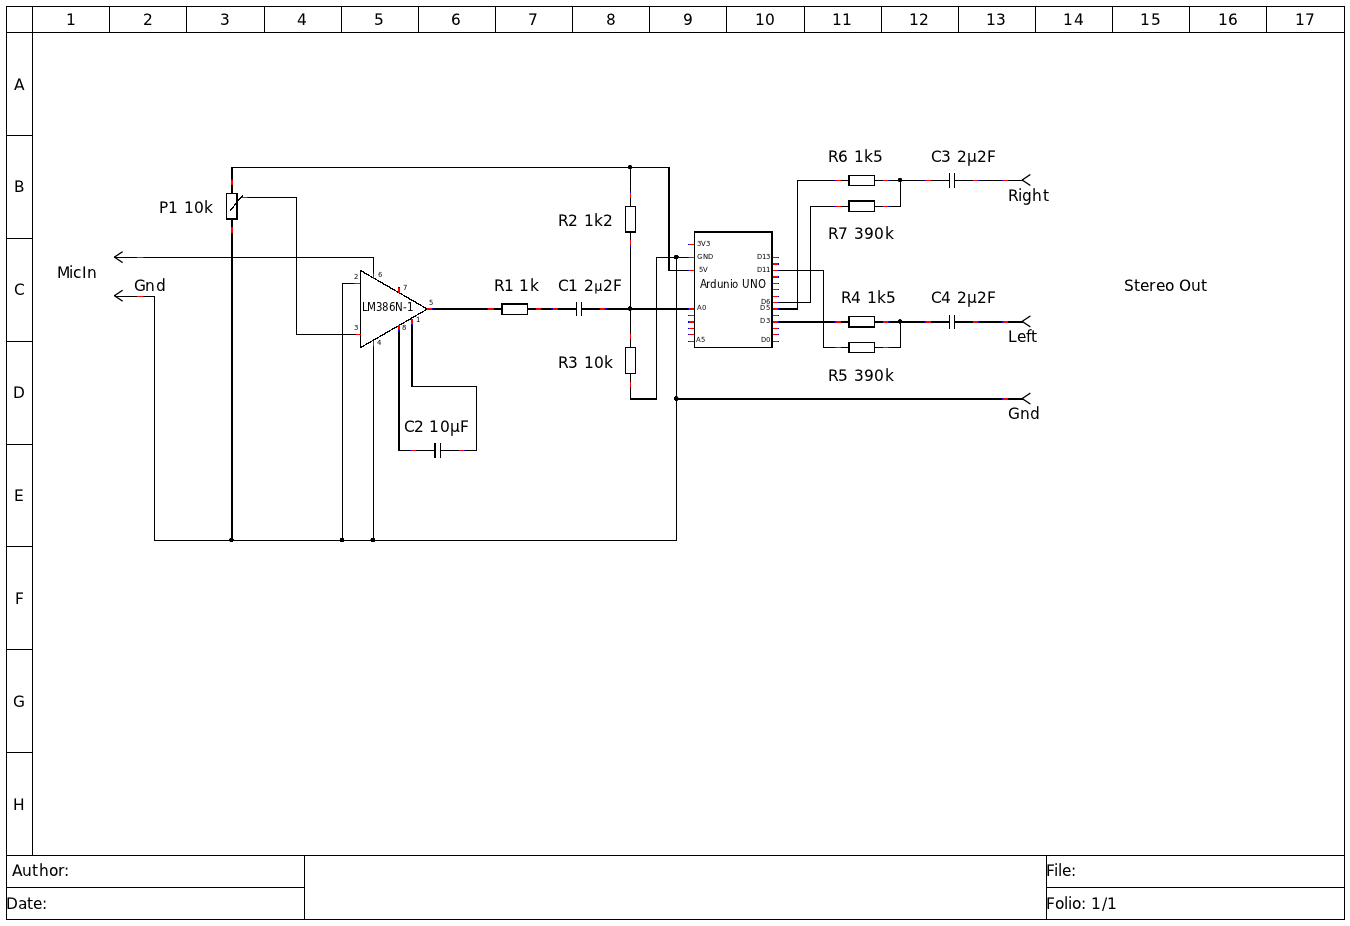 1 2 3 4 5 6 7 8 9 10 11 12 13 14 15 16 17
A
R6 1k5 C3 2µ2F
B
P1 10k
R2 1k2
Right
R7 390k
3V3
GND D13
5V D11
MicIn
Gnd
C
6
2
7
R1 1k C1 2µ2F
Ardunio UNO
Stereo Out
R4 1k5 C4 2µ2F
LM386N-1
5
D6
A0 D5
1
D3
3
8
Left
4
A5 D0
R3 10k
R5 390k
D
Gnd
C2 10µF
E
F
G
H
Author:
File:
Date:
Folio: 1/1